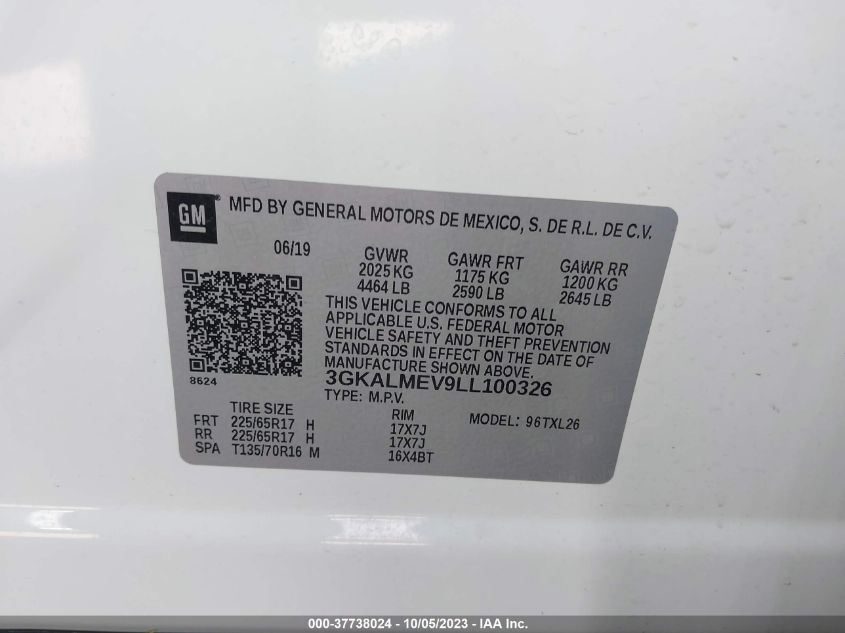 GM® MFD BY GENERAL MOTORS DE MEXICO, S. DE R.L. DE C.V.
06/19 GVWR GAWR FRT GAWR RR
2025 KG 1175 KG 1200 KG
4464 LB 2590 LB 2645 LB
THIS VEHICLE CONFORMS TO ALL
APPLICABLE U.S. FEDERAL MOTOR
VEHICLE SAFETY AND THEFT PREVENTION
STANDARDS IN EFFECT ON THE DATE OF
MANUFACTURE SHOWN ABOVE.
8624 3GKALMEV9LL100326
TYPE: M.P.V.
TIRE SIZE RIM MODEL: 96TXL26
FRT 225/65R17 H 17X7J
RR 225/65R17 H 17X7J
SPA T135/70R16 M 16X4BT
000-37738024 - 10/05/2023 - IAA Inc.